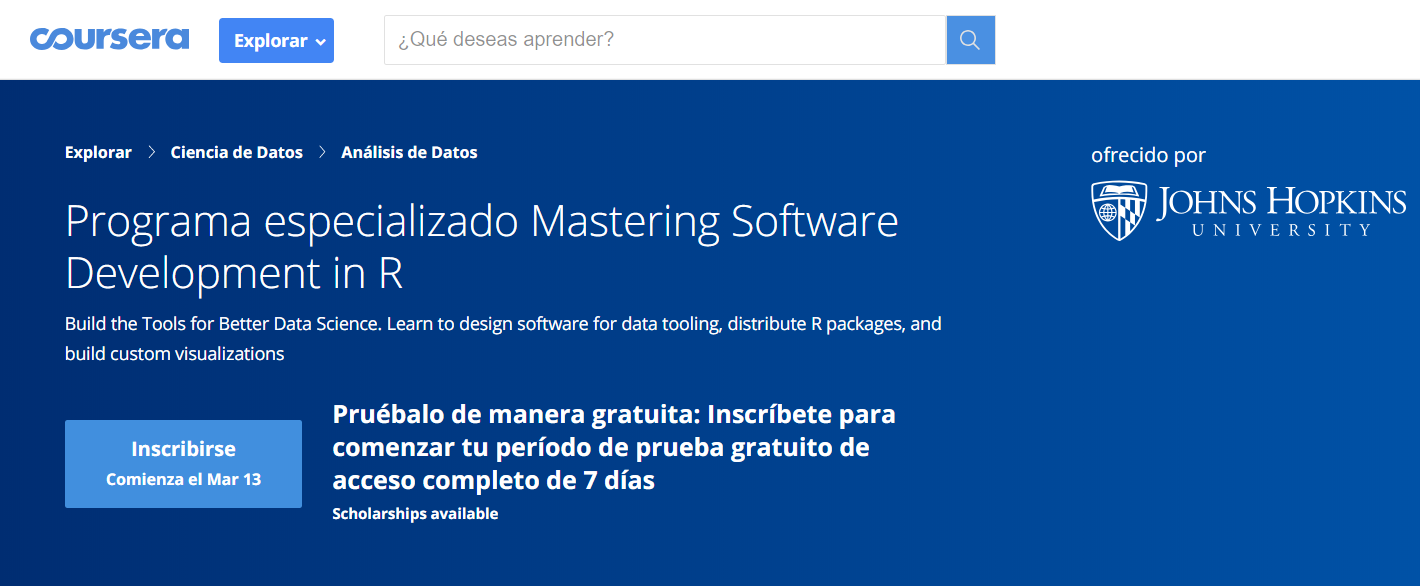 coursera
Explorar
¿Qué deseas aprender?
Explorar > Ciencia de Datos > Análisis de Datos
ofrecido por
JOHNS HOPKINS
UNIVERSITY
Programa especializado Mastering Software
Development in R
Build the Tools for Better Data Science. Learn to design software for data tooling, distribute R packages, and
build custom visualizations
Inscribirse
Comienza el Mar 13
Pruébalo de manera gratuita: Inscríbete para
comenzar tu período de prueba gratuito de
acceso completo de 7 días
Scholarships available